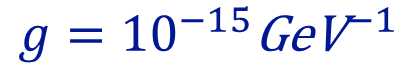 g = 10⁻¹⁵ GeV⁻¹